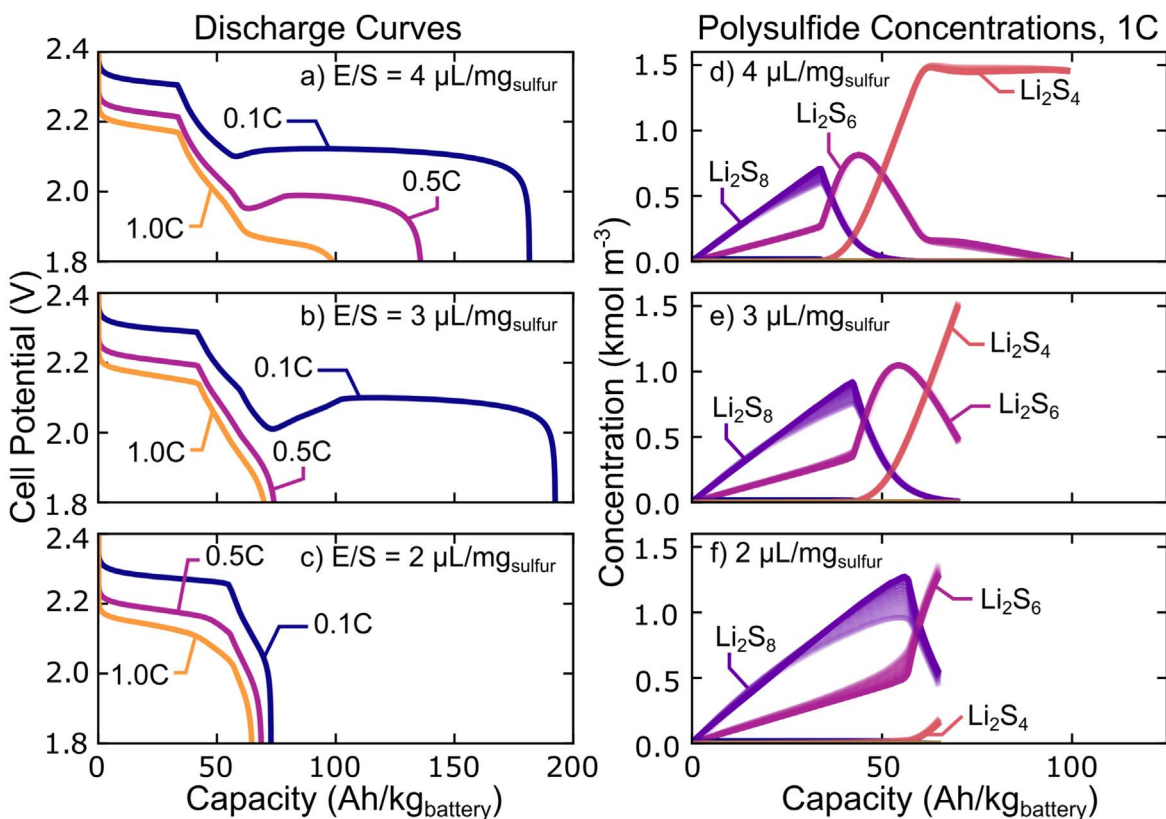 Discharge Curves
Polysulfide Concentrations, 1C
Cell Potential (V)
2.4
2.2
2.0
1.8
a) E/S = 4 µL/mgsulfur
0.1C
0.5C
1.0C
2.4
2.2
2.0
1.8
b) E/S = 3 µL/mgsulfur
0.1C
0.5C
1.0C
2.4
2.2
2.0
1.8
c) E/S = 2 µL/mgsulfur
0.5C
0.1C
1.0C
0 50 100 150 200
Capacity (Ah/kgbattery)
Concentration (kmol m⁻³)
1.5
1.0
0.5
0.0
d) 4 µL/mgsulfur
Li₂S₄
Li₂S₆
Li₂S₈
1.5
1.0
0.5
0.0
e) 3 µL/mgsulfur
Li₂S₄
Li₂S₈
Li₂S₆
1.5
1.0
0.5
0.0
f) 2 µL/mgsulfur
Li₂S₆
Li₂S₈
Li₂S₄
0 50 100
Capacity (Ah/kgbattery)